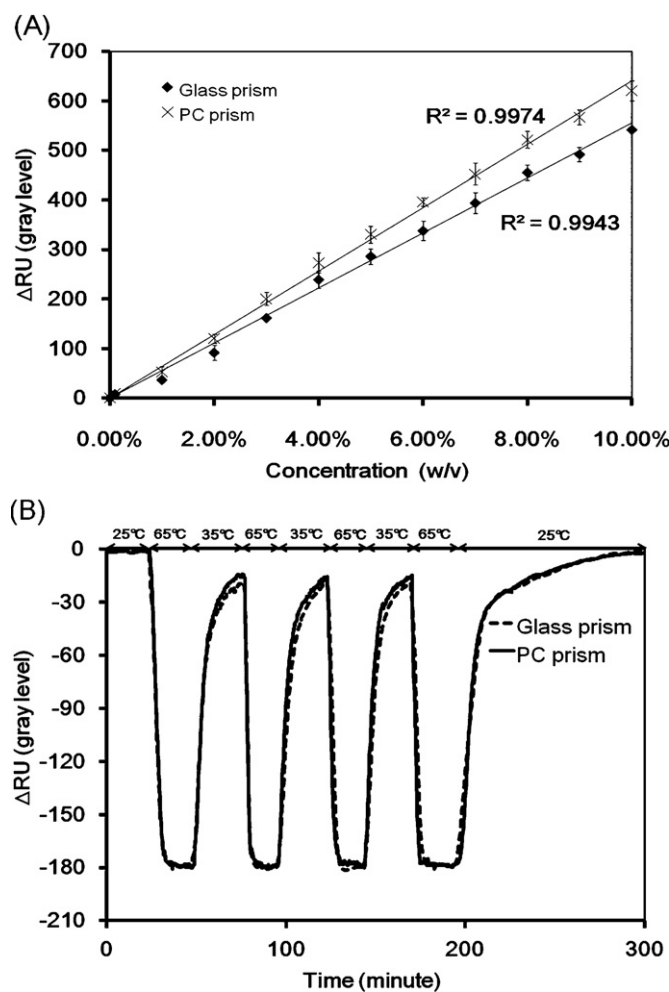 (A)
700
600
500
400
300
200
100
0
ΔRU (gray level)
Glass prism
PC prism
R² = 0.9974
R² = 0.9943
0.00% 2.00% 4.00% 6.00% 8.00% 10.00%
Concentration (w/v)
(B)
25℃ 65℃ 35℃ 65℃ 35℃ 65℃ 35℃ 65℃ 25℃
0
-30
-60
-90
-120
-150
-180
-210
ΔRU (gray level)
Glass prism
PC prism
0 100 200 300
Time (minute)